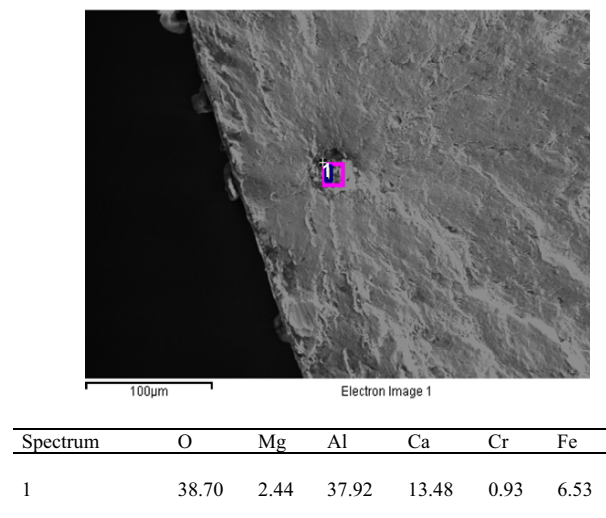 1
100µm
Electron Image 1
Spectrum O Mg Al Ca Cr Fe
1 38.70 2.44 37.92 13.48 0.93 6.53